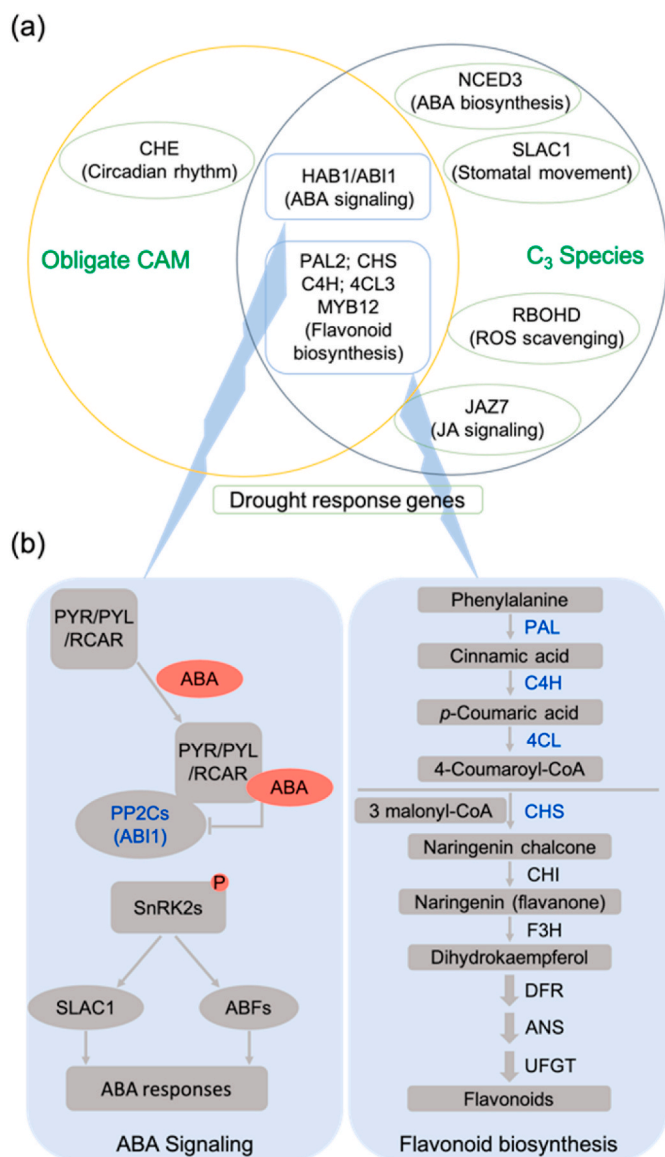 (a)
NCED3
(ABA biosynthesis)
CHE
(Circadian rhythm)
SLAC1
(Stomatal movement)
HAB1/ABI1
(ABA signaling)
Obligate CAM
C₃ Species
PAL2; CHS
C4H; 4CL3
MYB12
(Flavonoid
biosynthesis)
RBOHD
(ROS scavenging)
JAZ7
(JA signaling)
Drought response genes
(b)
PYR/PYL
/RCAR
ABA
PYR/PYL
/RCAR
ABA
PP2Cs
(ABI1)
P
SnRK2s
SLAC1
ABFs
ABA responses
ABA Signaling
Phenylalanine
PAL
Cinnamic acid
C4H
p-Coumaric acid
4CL
4-Coumaroyl-CoA
3 malonyl-CoA
CHS
Naringenin chalcone
CHI
Naringenin (flavanone)
F3H
Dihydrokaempferol
DFR
ANS
UFGT
Flavonoids
Flavonoid biosynthesis